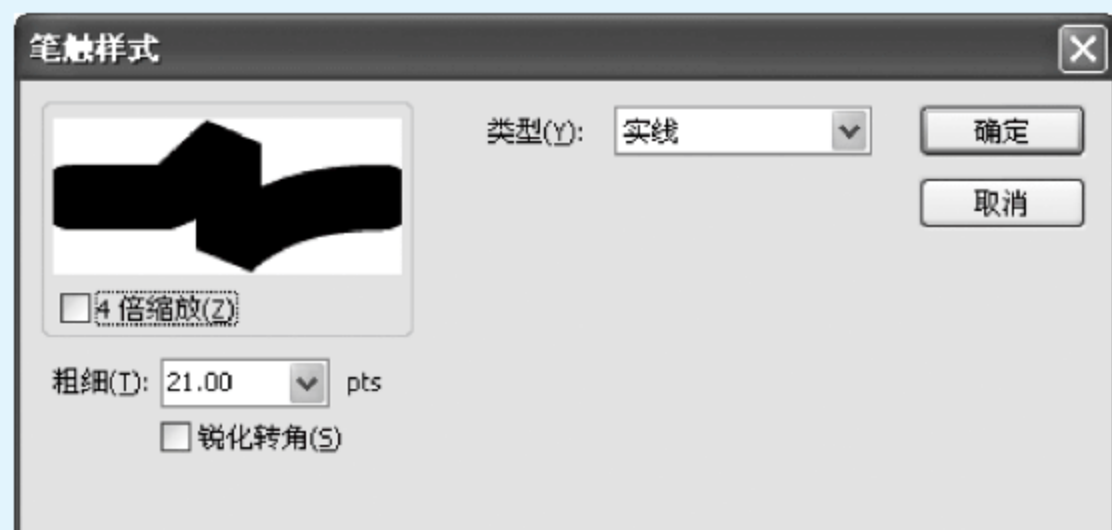 笔触样式
类型(Y): 实线 确定
取消
4 倍缩放(Z)
粗细(T): 21.00 pts
锐化转角(S)